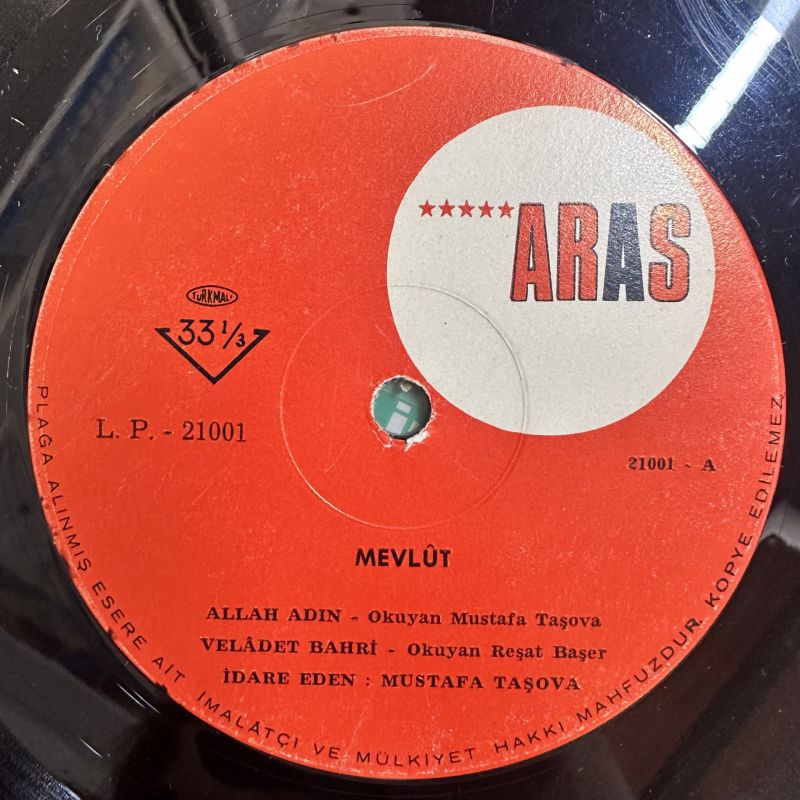 ★★★★★ ARAS
TÜRKMALI
33 1/3
L. P. - 21001
21001 - A
MEVLÛT
ALLAH ADIN - Okuyan Mustafa Taşova
VELÂDET BAHRİ - Okuyan Reşat Başer
İDARE EDEN : MUSTAFA TAŞOVA
PLAĞA ALINMIŞ ESERE AİT İMALÂTÇI VE MÜLKİYET HAKKI MAHFUZDUR. KOPYE EDİLEMEZ